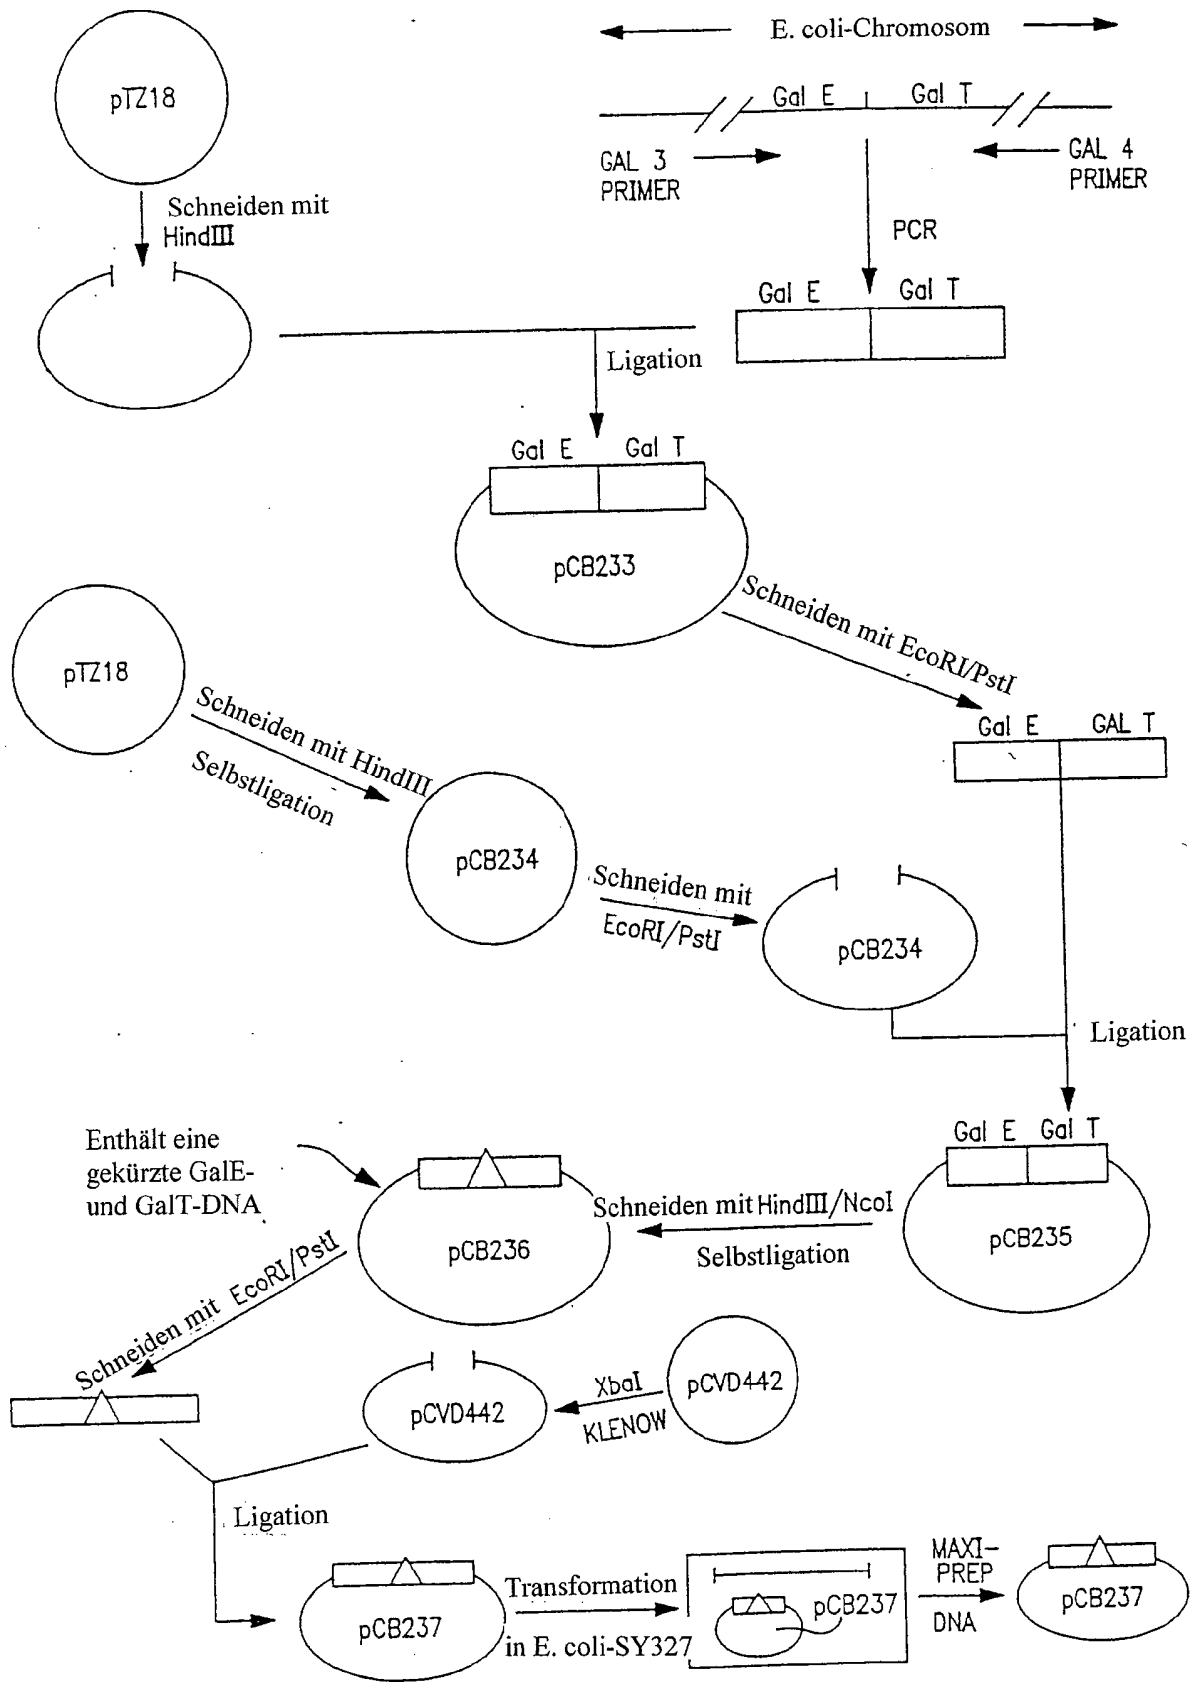 E. coli-Chromosom
pTZ18
Gal E Gal T
GAL 3
PRIMER
GAL 4
PRIMER
Schneiden mit
HindIII
PCR
Gal E Gal T
Ligation
Gal E Gal T
pCB233
Schneiden mit EcoRI/PstI
pTZ18
Schneiden mit HindIII
Selbstligation
Gal E GAL T
pCB234
Schneiden mit
EcoRI/PstI
pCB234
Ligation
Enthält eine
gekürzte GalE-
und GalT-DNA
Gal E Gal T
Schneiden mit HindIII/NcoI
Selbstligation
pCB235
pCB236
Schneiden mit EcoRI/PstI
pCVD442
XbaI
KLENOW
pCVD442
Ligation
pCB237
Transformation
in E. coli-SY327
pCB237
MAXI-
PREP
DNA
pCB237